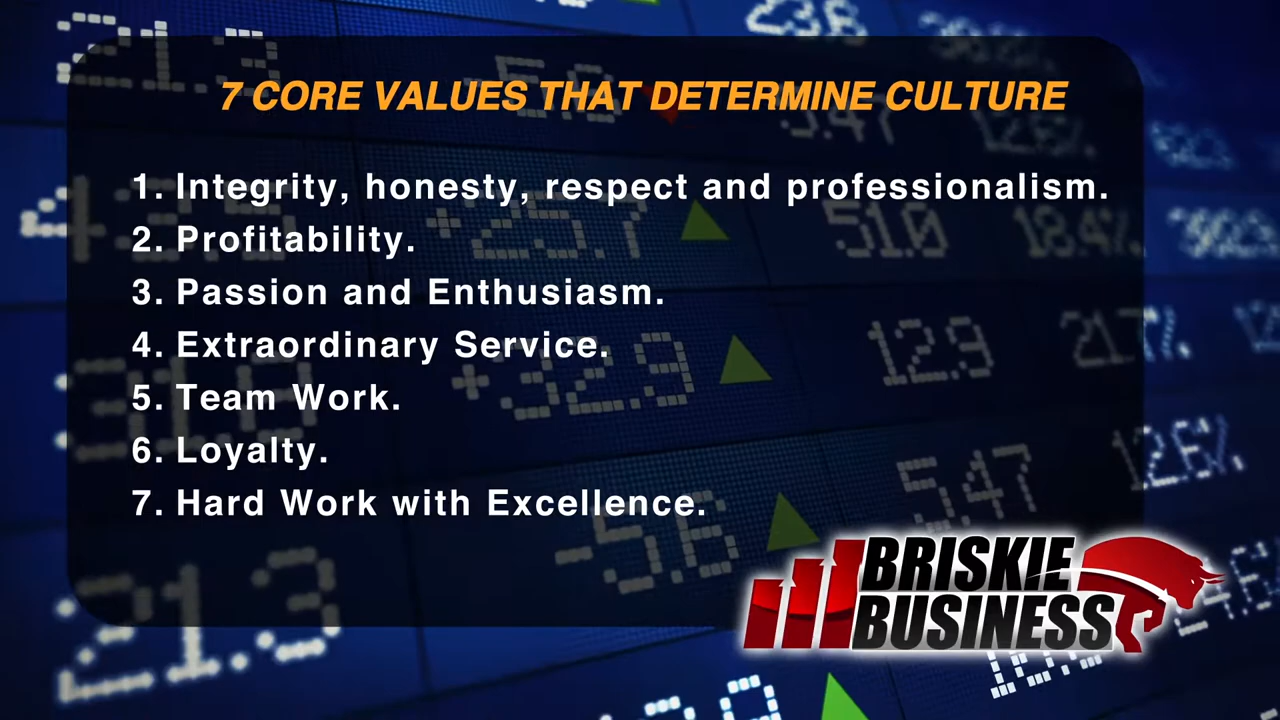 7 CORE VALUES THAT DETERMINE CULTURE
1. Integrity, honesty, respect and professionalism.
2. Profitability.
3. Passion and Enthusiasm.
4. Extraordinary Service.
5. Team Work.
6. Loyalty.
7. Hard Work with Excellence.
BRISKIE
BUSINESS